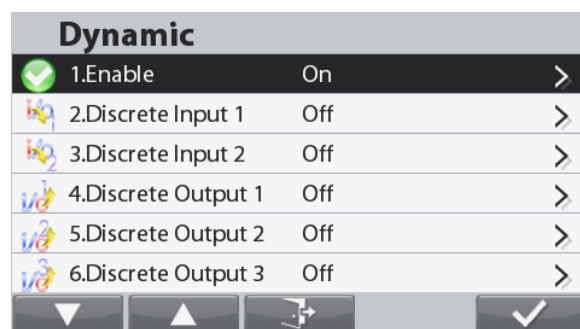 Dynamic
1.Enable On
2.Discrete Input 1 Off
3.Discrete Input 2 Off
4.Discrete Output 1 Off
5.Discrete Output 2 Off
6.Discrete Output 3 Off